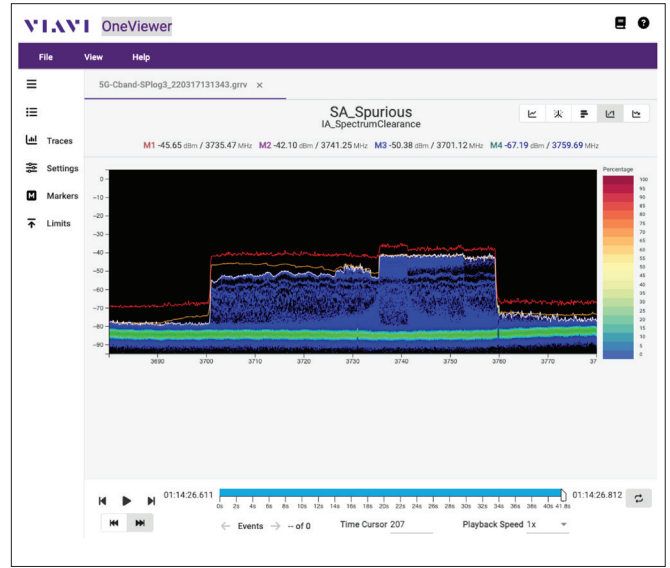 VIAVI OneViewer
File View Help
5G-Cband-SPlog3_220317131343.grrv ×
SA_Spurious
IA_SpectrumClearance
Traces
Settings
Markers
Limits
M1 -45.65 dBm / 3735.47 MHz M2 -42.10 dBm / 3741.25 MHz M3 -50.38 dBm / 3701.12 MHz M4 -67.19 dBm / 3759.69 MHz
Percentage
0
-10
-20
-30
-40
-50
-60
-70
-80
-90
3690 3700 3710 3720 3730 3740 3750 3760 3770 37
100
95
90
85
80
75
70
65
60
55
50
45
40
35
30
25
20
15
10
5
0
01:14:26.611 01:14:26.812
0s 2s 4s 6s 8s 10s 12s 14s 16s 18s 20s 22s 24s 26s 28s 30s 32s 34s 36s 38s 40s 41.8s
Events -- of 0 Time Cursor 207 Playback Speed 1x